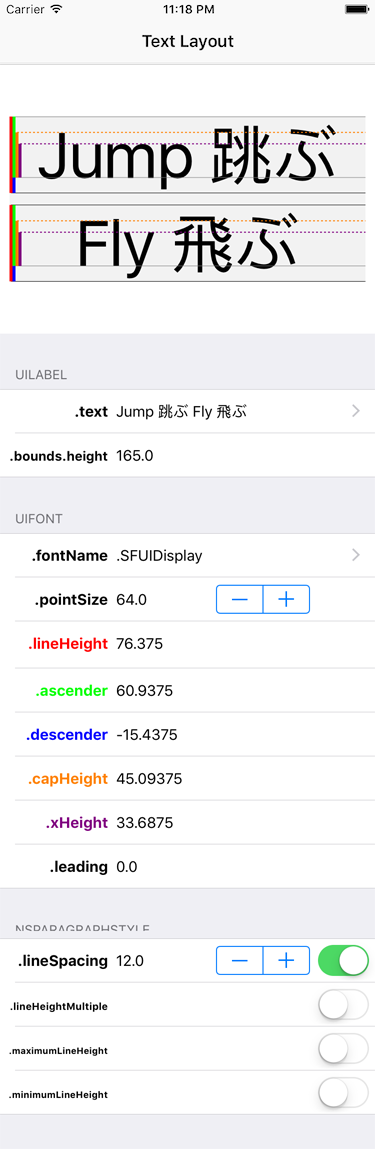 Carrier 11:18 PM
Text Layout
Jump 跳ぶ
Fly 飛ぶ
UILABEL
.text Jump 跳ぶ Fly 飛ぶ
.bounds.height 165.0
UIFONT
.fontName .SFUIDisplay
.pointSize 64.0 — +
.lineHeight 76.375
.ascender 60.9375
.descender -15.4375
.capHeight 45.09375
.xHeight 33.6875
.leading 0.0
NSPARAGRAPHSTYLE
.lineSpacing 12.0 — +
.lineHeightMultiple
.maximumLineHeight
.minimumLineHeight